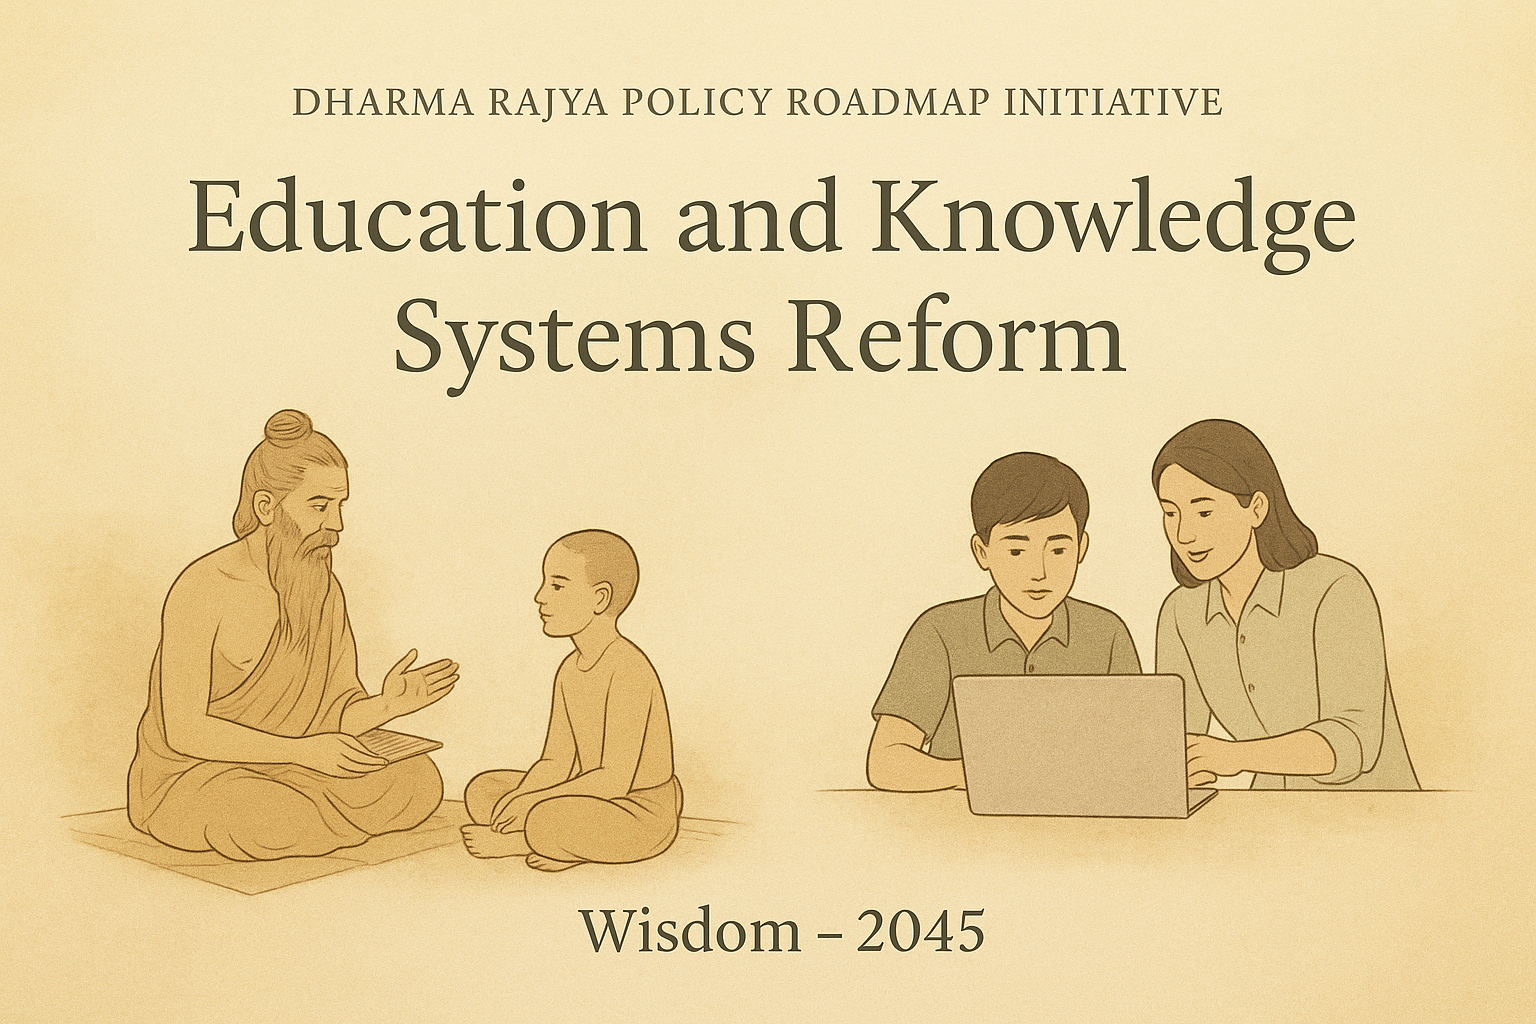 DHARMA RAJYA POLICY ROADMAP INITIATIVE
Education and Knowledge
Systems Reform
Wisdom – 2045